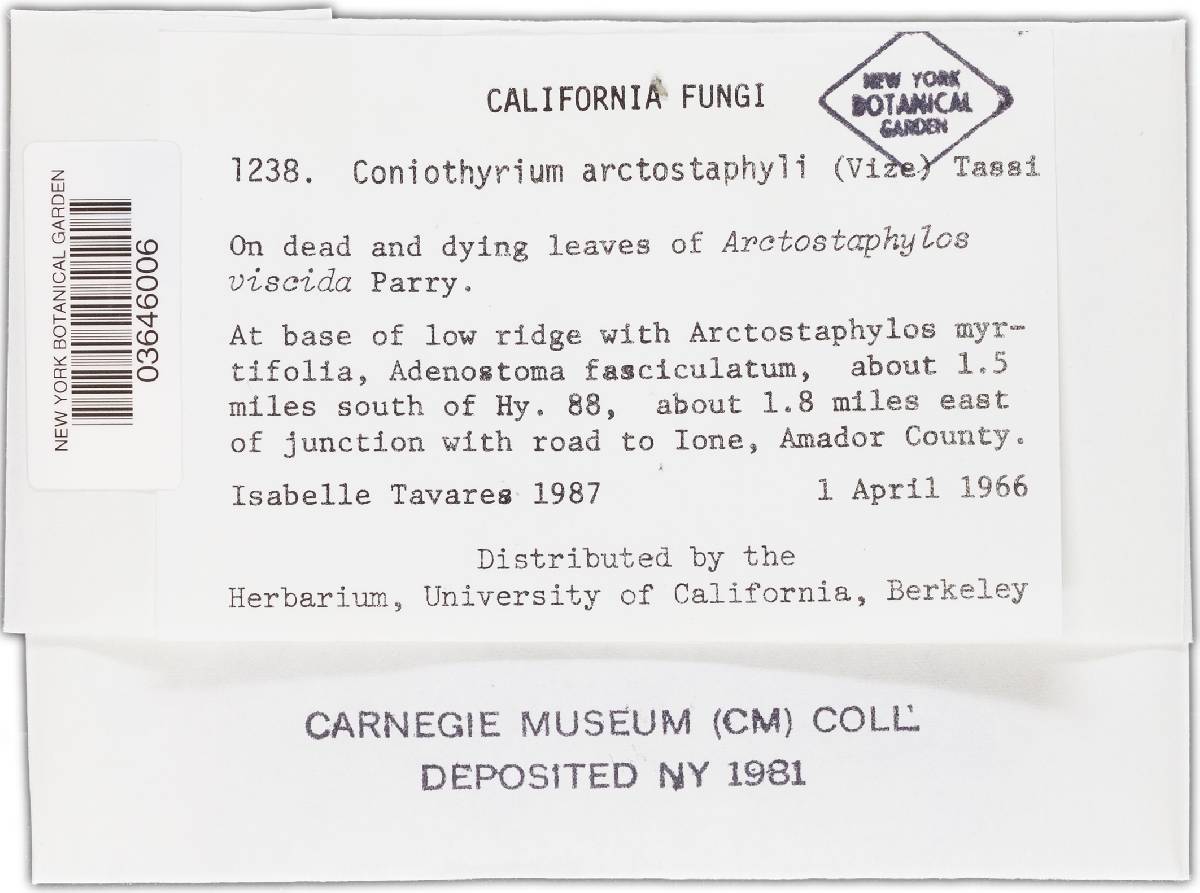 CALIFORNIA FUNGI
NEW YORK
BOTANICAL
GARDEN
1238. Coniothyrium arctostaphyli (Vize) Tassi
On dead and dying leaves of Arctostaphylos
viscida Parry.
At base of low ridge with Arctostaphylos myr-
tifolia, Adenostoma fasciculatum, about 1.5
miles south of Hy. 88, about 1.8 miles east
of junction with road to Ione, Amador County.
Isabelle Tavares 1987 1 April 1966
Distributed by the
Herbarium, University of California, Berkeley
NEW YORK BOTANICAL GARDEN
03646006
CARNEGIE MUSEUM (CM) COLL.
DEPOSITED NY 1981